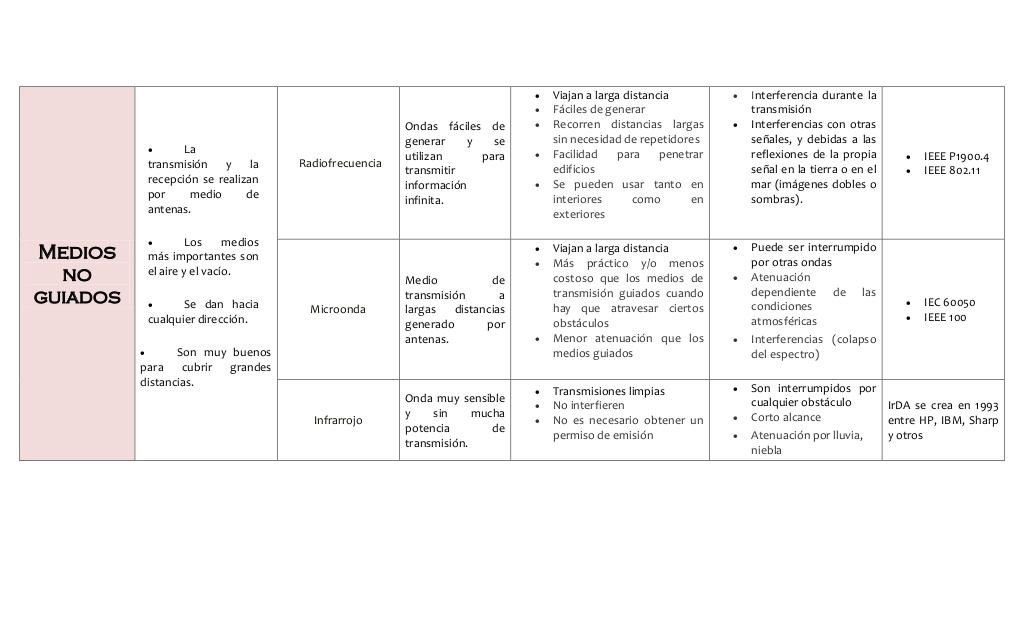 MEDIOS
NO
GUIADOS
• La
transmisión y la
recepción se realizan
por medio de
antenas.
• Los medios
más importantes son
el aire y el vacío.
• Se dan hacia
cualquier dirección.
• Son muy buenos
para cubrir grandes
distancias.
Radiofrecuencia
Ondas fáciles de
generar y se
utilizan para
transmitir
información
infinita.
• Viajan a larga distancia
• Fáciles de generar
• Recorren distancias largas
sin necesidad de repetidores
• Facilidad para penetrar
edificios
• Se pueden usar tanto en
interiores como en
exteriores
• Interferencia durante la
transmisión
• Interferencias con otras
señales, y debidas a las
reflexiones de la propia
señal en la tierra o en el
mar (imágenes dobles o
sombras).
• IEEE P1900.4
• IEEE 802.11
Microonda
Medio de
transmisión a
largas distancias
generado por
antenas.
• Viajan a larga distancia
• Más práctico y/o menos
costoso que los medios de
transmisión guiados cuando
hay que atravesar ciertos
obstáculos
• Menor atenuación que los
medios guiados
• Puede ser interrumpido
por otras ondas
• Atenuación
dependiente de las
condiciones
atmosféricas
• Interferencias (colapso
del espectro)
• IEC 60050
• IEEE 100
Infrarrojo
Onda muy sensible
y sin mucha
potencia de
transmisión.
• Transmisiones limpias
• No interfieren
• No es necesario obtener un
permiso de emisión
• Son interrumpidos por
cualquier obstáculo
• Corto alcance
• Atenuación por lluvia,
niebla
IrDA se crea en 1993
entre HP, IBM, Sharp
y otros